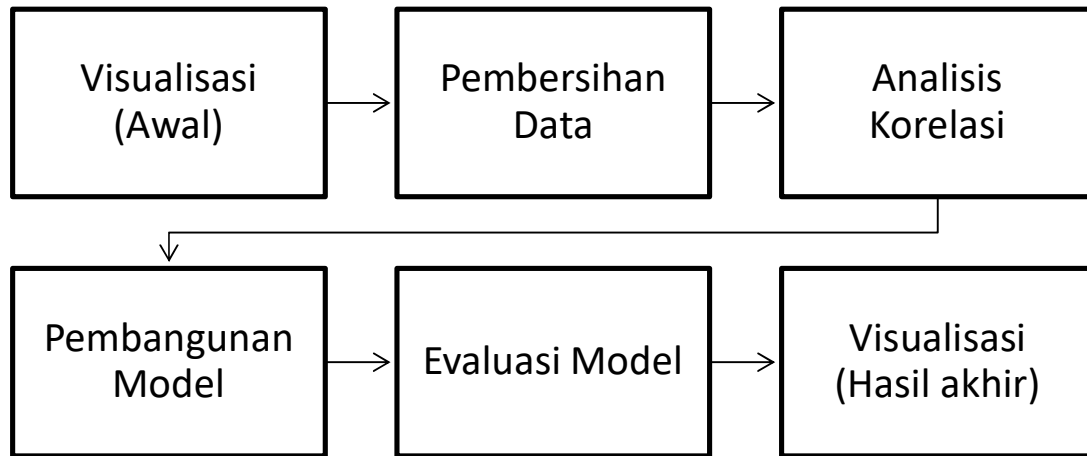 Visualisasi
(Awal)
Pembersihan
Data
Analisis
Korelasi
Pembangunan
Model
Evaluasi Model
Visualisasi
(Hasil akhir)